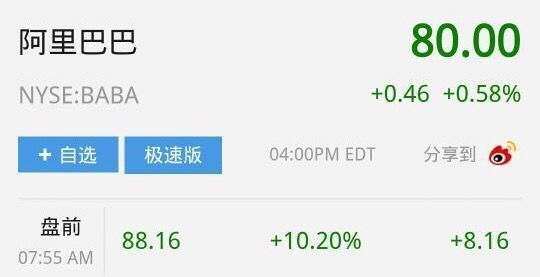 阿里巴巴 80.00
NYSE:BABA +0.46 +0.58%
+ 自选 极速版 04:00PM EDT 分享到
盘前 88.16 +10.20% +8.16
07:55 AM